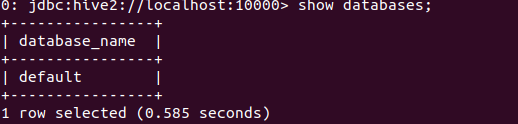 0: jdbc:hive2://localhost:10000> show databases;
+----------------+
| database_name  |
+----------------+
| default        |
+----------------+
1 row selected (0.585 seconds)